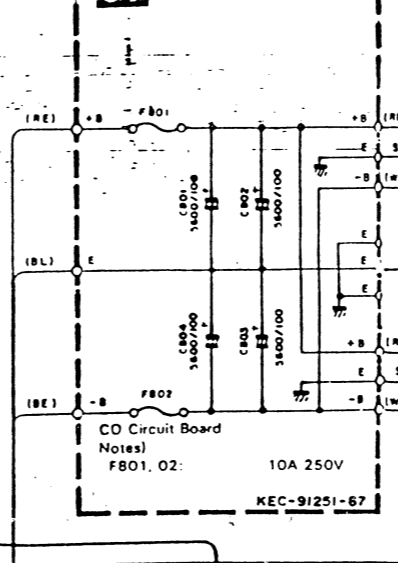 F801
(RE) +B +B (R
E S
-B (W
C801 5600/100
C802 5600/100
E
(BL) E E
E
C804 5600/100
C803 5600/100
+B (R
E S
(BE) -B F802 -B (W
CO Circuit Board
Notes)
F801, 02: 10A 250V
KEC-91251-67